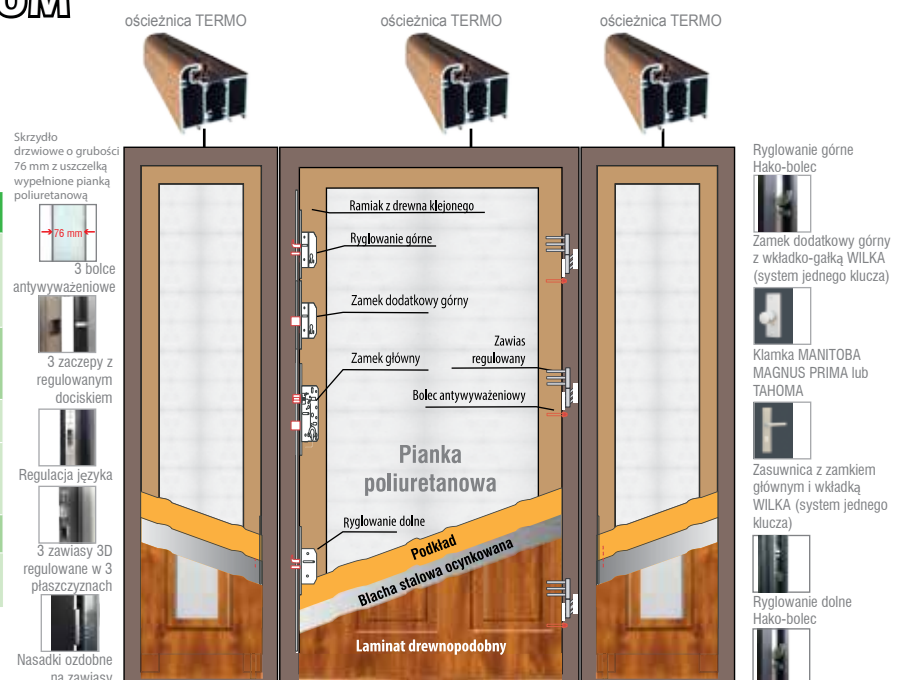 UM
ościeżnica TERMO
ościeżnica TERMO
ościeżnica TERMO
Skrzydło
drzwiowe o grubości
76 mm z uszczelką
wypełnione pianką
poliuretanową
76 mm
3 bolce
antywyważeniowe
3 zaczepy z
regulowanym
dociskiem
Regulacja języka
3 zawiasy 3D
regulowane w 3
płaszczyznach
Nasadki ozdobne
na zawiasy
Ramiak z drewna klejonego
Ryglowanie górne
Zamek dodatkowy górny
Zamek główny
Zawias
regulowany
Bolec antywyważeniowy
Pianka
poliuretanowa
Ryglowanie dolne
Podkład
Blacha stalowa ocynkowana
Laminat drewnopodobny
Ryglowanie górne
Hako-bolec
Zamek dodatkowy górny
z wkładko-gałką WILKA
(system jednego klucza)
Klamka MANITOBA
MAGNUS PRIMA lub
TAHOMA
Zasuwnica z zamkiem
głównym i wkładką
WILKA (system jednego
klucza)
Ryglowanie dolne
Hako-bolec